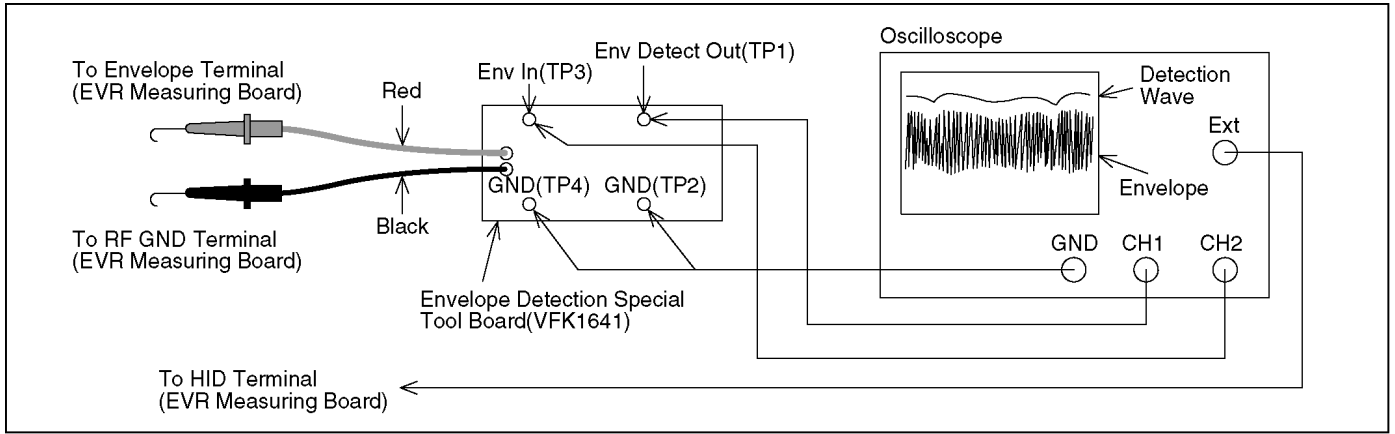 Oscilloscope
Env Detect Out(TP1)
To Envelope Terminal
(EVR Measuring Board)
Env In(TP3)
Red
Detection
Wave
Ext
Envelope
GND(TP4)
GND(TP2)
Black
To RF GND Terminal
(EVR Measuring Board)
GND
CH1
CH2
Envelope Detection Special
Tool Board(VFK1641)
To HID Terminal
(EVR Measuring Board)